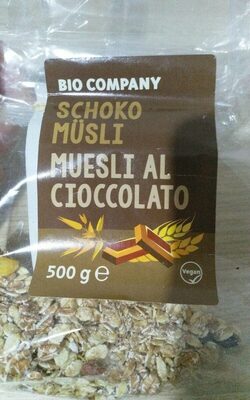 BIO COMPANY
SCHOKO
MÜSLI
MUESLI AL
CIOCCOLATO
500 g ℮
Vegan